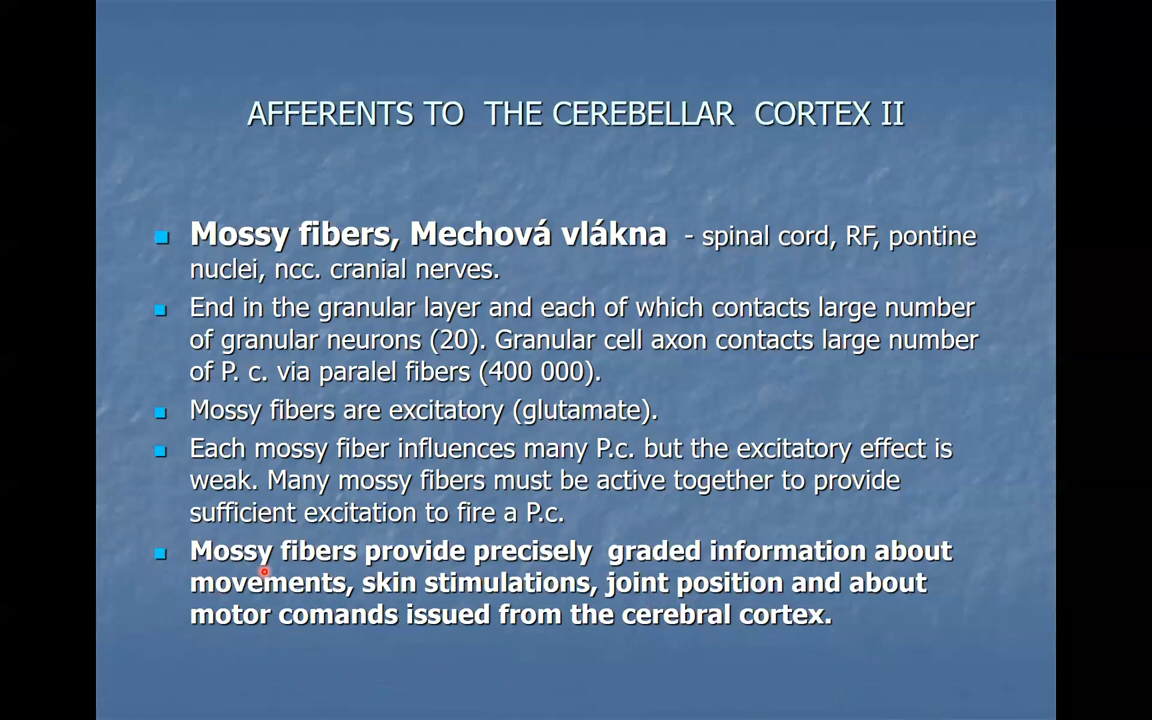 AFFERENTS TO THE CEREBELLAR CORTEX II
Mossy fibers, Mechová vlákna - spinal cord, RF, pontine
nuclei, ncc. cranial nerves.
End in the granular layer and each of which contacts large number
of granular neurons (20). Granular cell axon contacts large number
of P. c. via paralel fibers (400 000).
Mossy fibers are excitatory (glutamate).
Each mossy fiber influences many P.c. but the excitatory effect is
weak. Many mossy fibers must be active together to provide
sufficient excitation to fire a P.c.
Mossy fibers provide precisely graded information about
movements, skin stimulations, joint position and about
motor comands issued from the cerebral cortex.